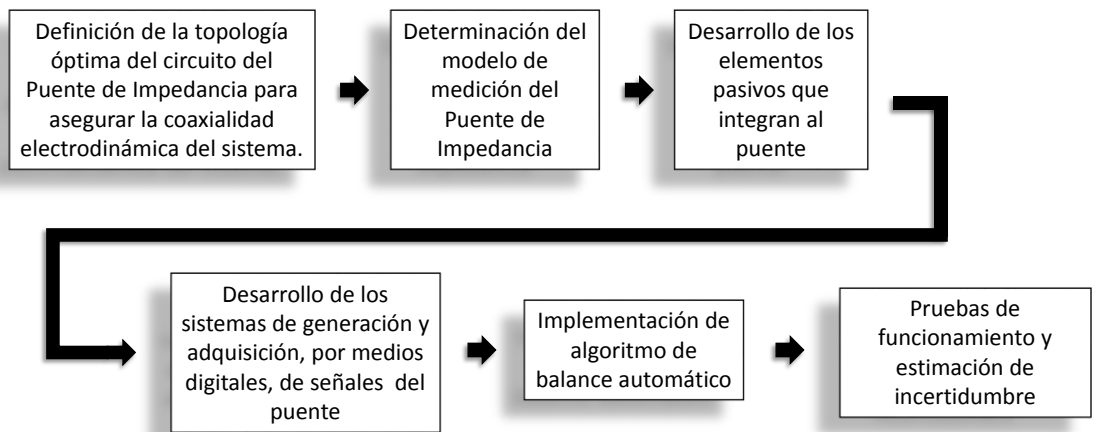 Definición de la topología
óptima del circuito del
Puente de Impedancia para
asegurar la coaxialidad
electrodinámica del sistema.
Determinación del
modelo de
medición del
Puente de
Impedancia
Desarrollo de los
elementos
pasivos que
integran al
puente
Desarrollo de los
sistemas de generación y
adquisición, por medios
digitales, de señales del
puente
Implementación de
algoritmo de
balance automático
Pruebas de
funcionamiento y
estimación de
incertidumbre